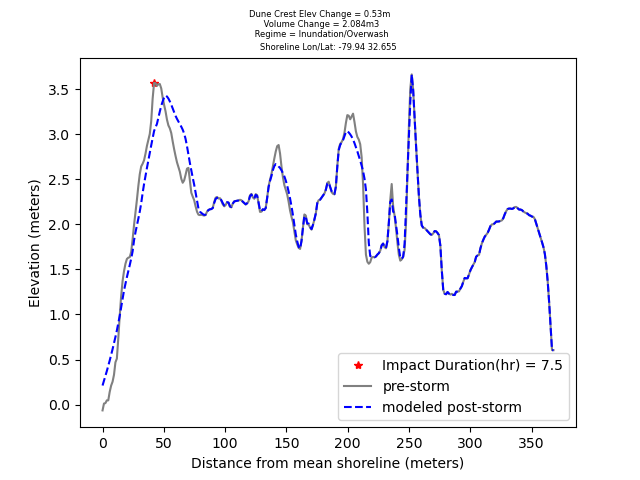 Dune Crest Elev Change = 0.53m
Volume Change = 2.084m3
Regime = Inundation/Overwash
Shoreline Lon/Lat: -79.94 32.655
Elevation (meters)
3.5
3.0
2.5
2.0
1.5
1.0
0.5
0.0
Impact Duration(hr) = 7.5
pre-storm
modeled post-storm
0 50 100 150 200 250 300 350
Distance from mean shoreline (meters)